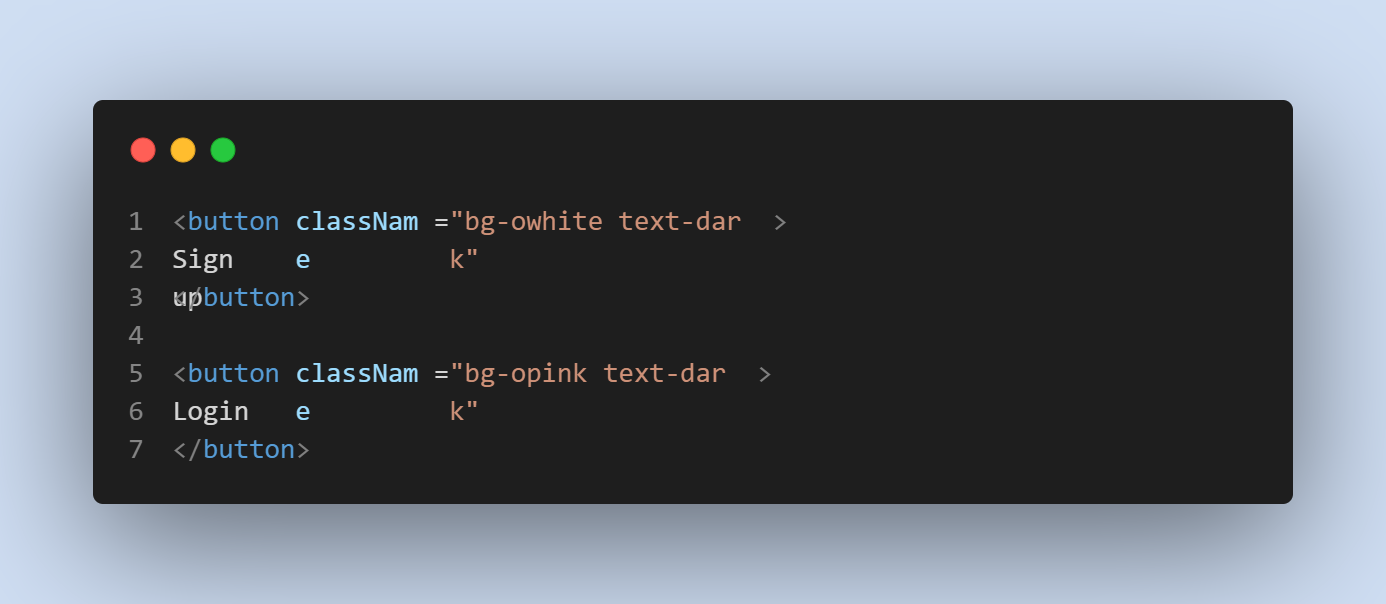 1 <button classNam ="bg-owhite text-dar >
2 Sign e k"
3 up</button>
4
5 <button classNam ="bg-opink text-dar >
6 Login e k"
7 </button>